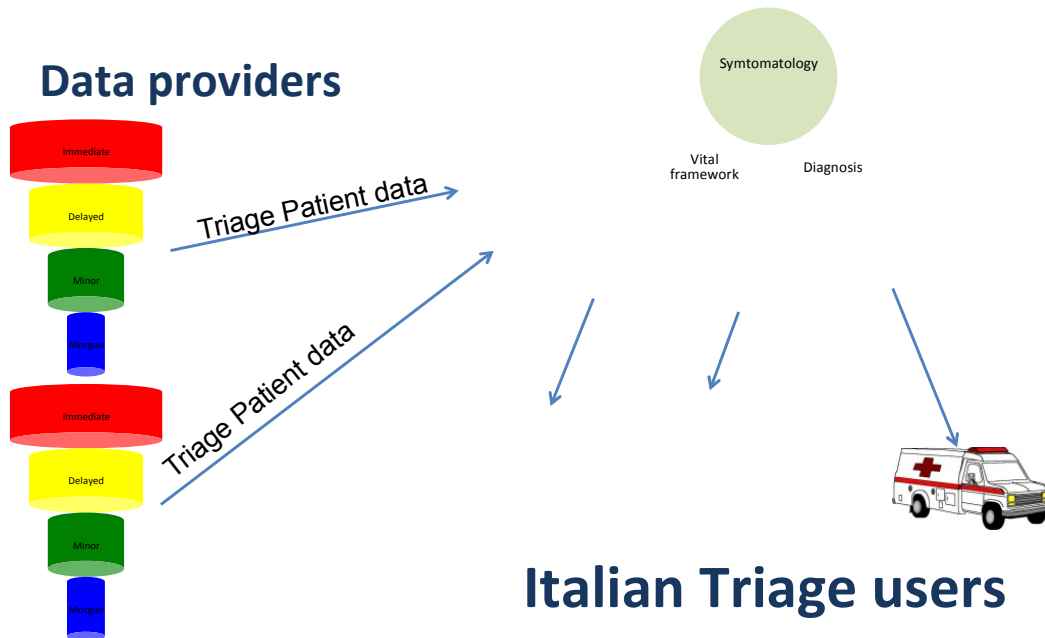 Data providers
Immediate
Delayed
Minor
Morgue
Immediate
Delayed
Minor
Morgue
Triage Patient data
Triage Patient data
Symtomatology
Vital
framework
Diagnosis
Italian Triage users